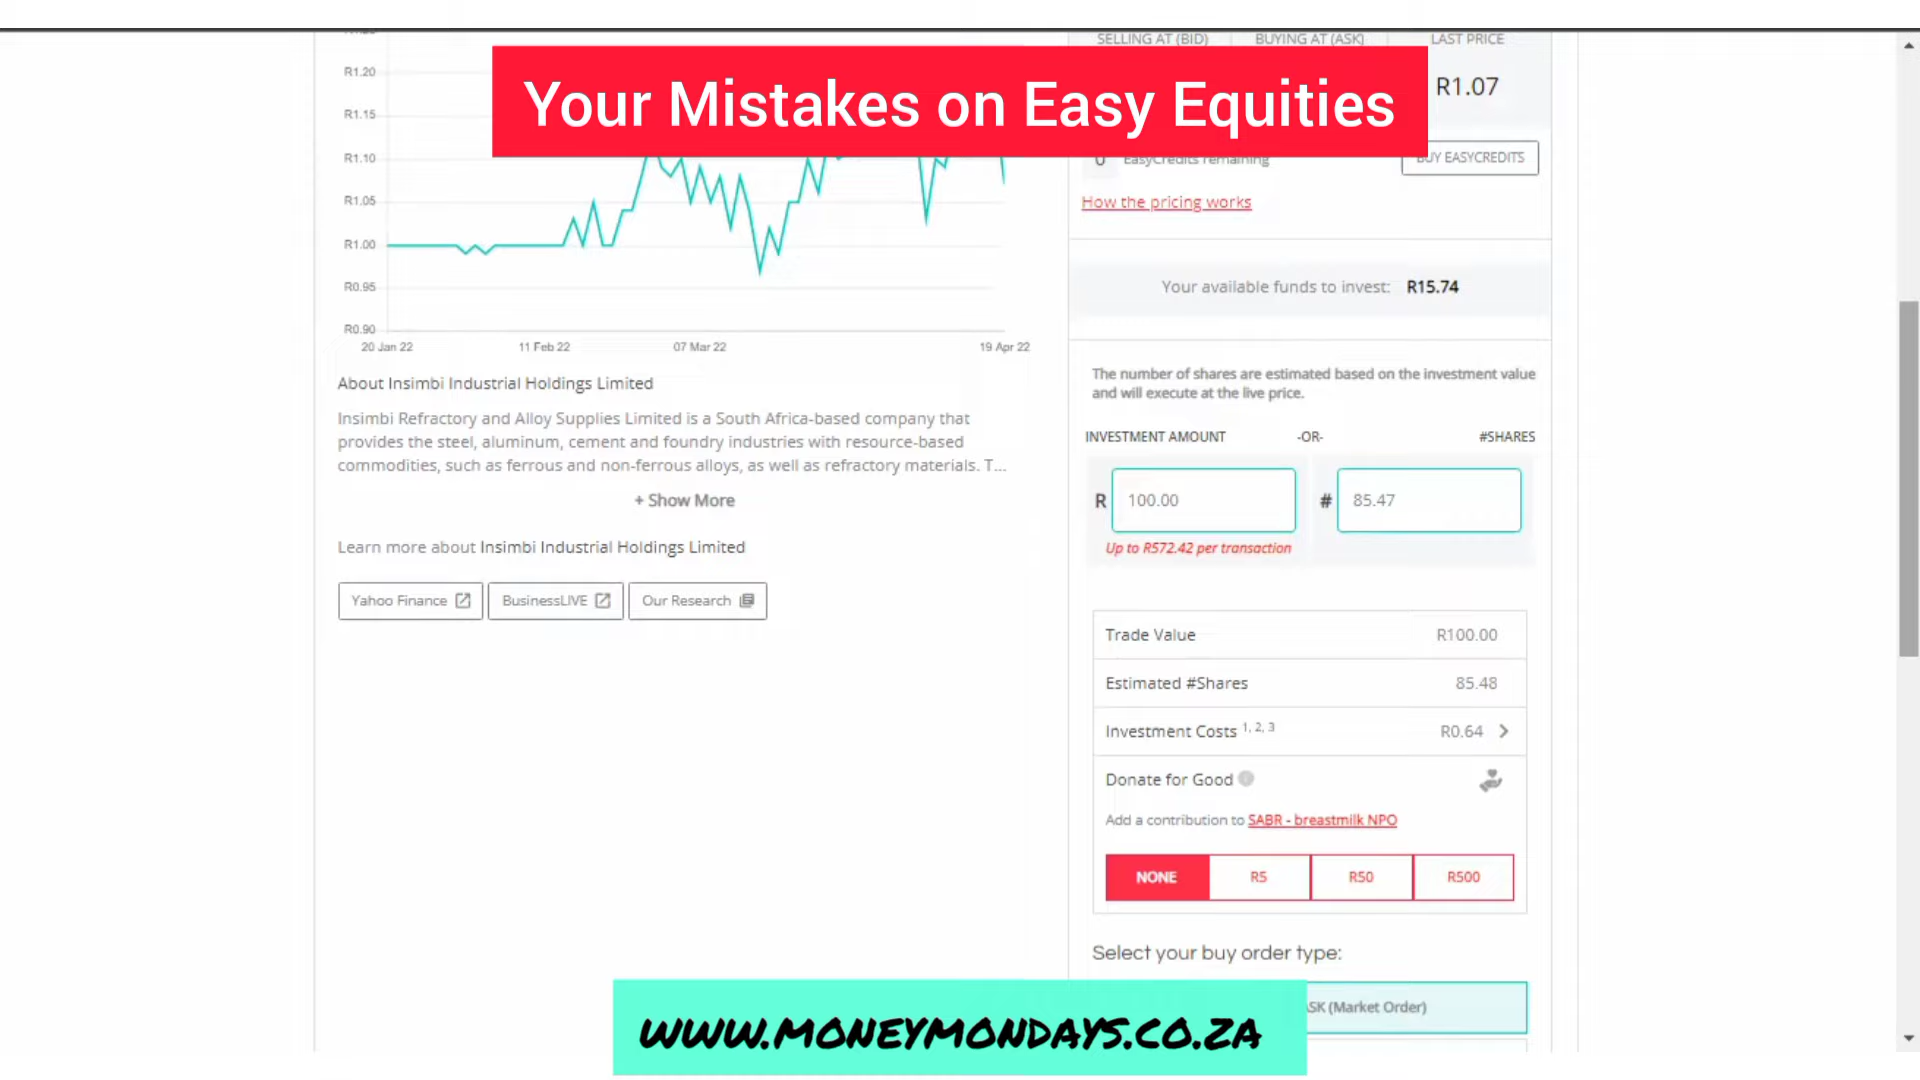 SELLING AT (BID) BUYING AT (ASK) LAST PRICE
Your Mistakes on Easy Equities
R1.07
R1.20
R1.15
R1.10
R1.05
R1.00
R0.95
R0.90
20 Jan 22 11 Feb 22 07 Mar 22 19 Apr 22
About Insimbi Industrial Holdings Limited
Insimbi Refractory and Alloy Supplies Limited is a South Africa-based company that
provides the steel, aluminum, cement and foundry industries with resource-based
commodities, such as ferrous and non-ferrous alloys, as well as refractory materials. T...
+ Show More
Learn more about Insimbi Industrial Holdings Limited
Yahoo Finance BusinessLIVE Our Research
0 EasyCredits remaining BUY EASYCREDITS
How the pricing works
Your available funds to invest: R15.74
The number of shares are estimated based on the investment value
and will execute at the live price.
INVESTMENT AMOUNT -OR- #SHARES
R 100.00 # 85.47
Up to R572.42 per transaction
Trade Value R100.00
Estimated #Shares 85.48
Investment Costs 1, 2, 3 R0.64
Donate for Good
Add a contribution to SABR - breastmilk NPO
NONE R5 R50 R500
Select your buy order type:
(Market Order)
www.moneymondays.co.za